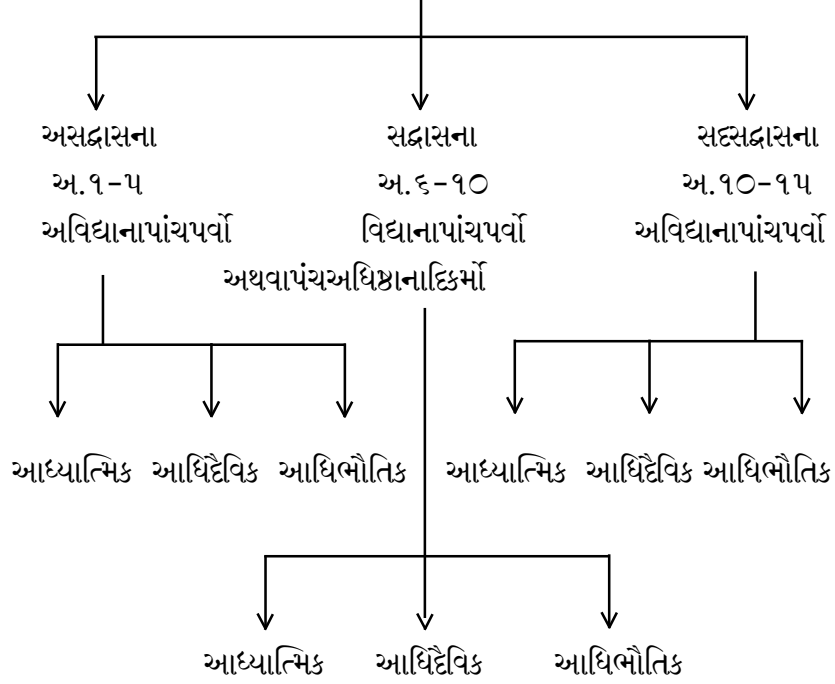 અસદ્વાસના સદ્વાસના સદસદ્વાસના
અ.૧-૫ અ.૬-૧૦ અ.૧૦-૧૫
અવિદ્યાનાપાંચપર્વો વિદ્યાનાપાંચપર્વો અવિદ્યાનાપાંચપર્વો
અથવાપંચઅધિષ્ઠાનાદિકર્મો
આધ્યાત્મિક આધિદૈવિક આધિભૌતિક આધ્યાત્મિક આધિદૈવિક આધિભૌતિક
આધ્યાત્મિક આધિદૈવિક આધિભૌતિક